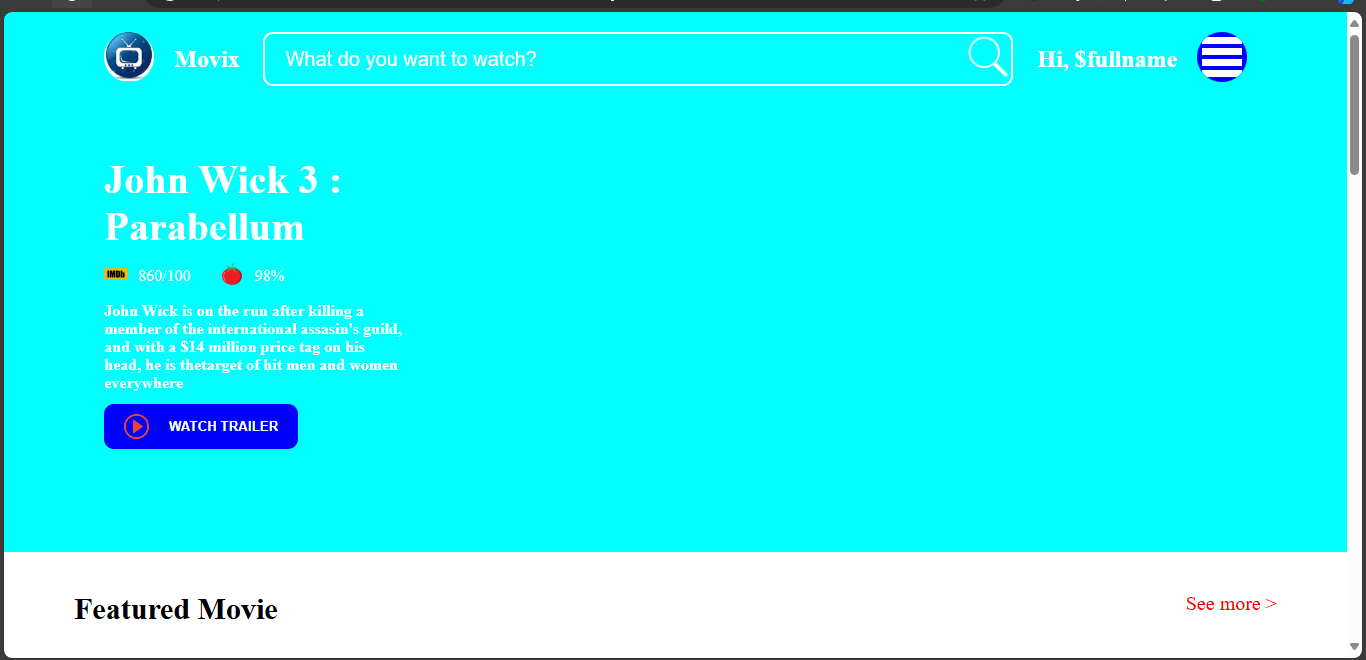 Movix
What do you want to watch?
Hi, $fullname
John Wick 3 :
Parabellum
IMDb 860/100 98%
John Wick is on the run after killing a
member of the international assasin's guild,
and with a $14 million price tag on his
head, he is thetarget of hit men and women
everywhere
WATCH TRAILER
Featured Movie
See more >